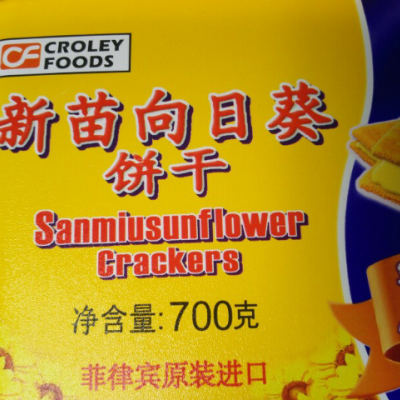 CROLEY
FOODS
新苗向日葵
饼干
Sanmiusunflower
Crackers
净含量:700克
菲律宾原装进口